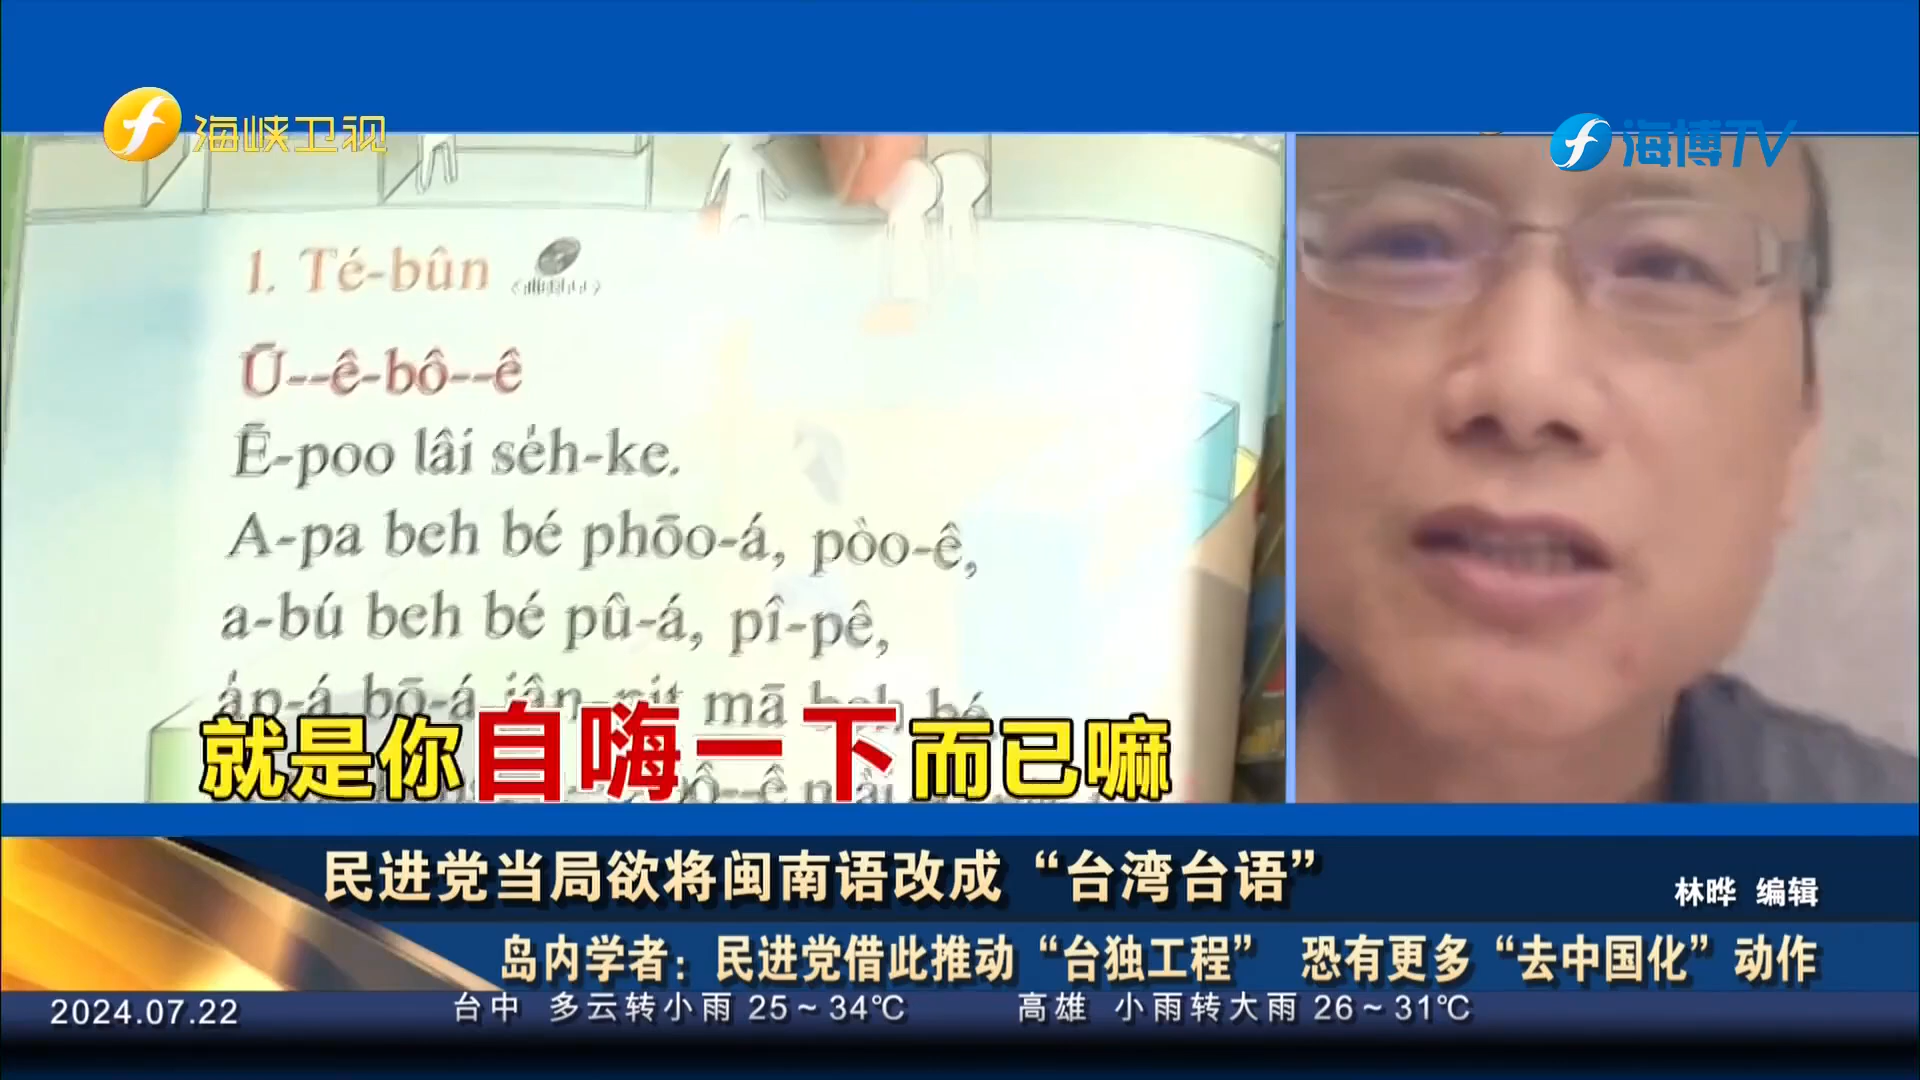 海峡卫视
海博TV
1. Té-bûn
Ū--ê-bô--ê
Ē-poo lâi se̍h-ke.
A-pa beh bé phōo-á, pòo-ê,
a-bú beh bé pû-á, pî-pê,
a̍p-á, bō-á, mā beh bé
就是你自嗨一下而已嘛
民进党当局欲将闽南语改成“台湾台语”
林晔 编辑
岛内学者：民进党借此推动“台独工程” 恐有更多“去中国化”动作
2024.07.22 台中 多云转小雨 25～34℃ 高雄 小雨转大雨 26～31℃